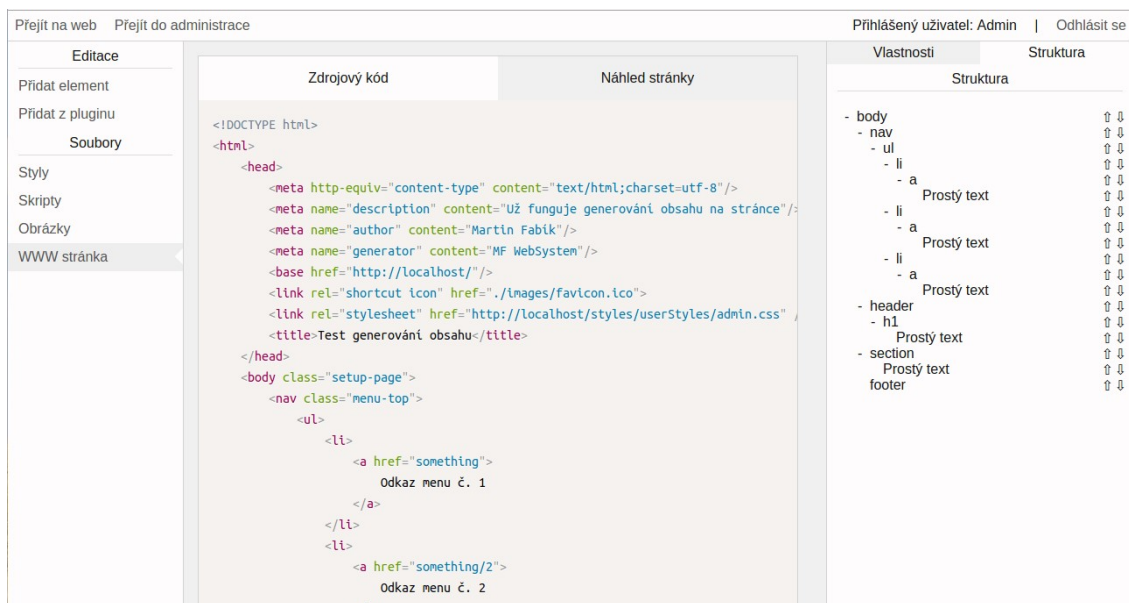 Přejít na web Přejít do administrace Přihlášený uživatel: Admin | Odhlásit se
Editace
Přidat element
Přidat z pluginu
Soubory
Styly
Skripty
Obrázky
WWW stránka
Zdrojový kód Náhled stránky
<!DOCTYPE html>
<html>
<head>
<meta http-equiv="content-type" content="text/html;charset=utf-8"/>
<meta name="description" content="Už funguje generování obsahu na stránce"/>
<meta name="author" content="Martin Fabík"/>
<meta name="generator" content="MF WebSystem"/>
<base href="http://localhost/"/>
<link rel="shortcut icon" href="./images/favicon.ico">
<link rel="stylesheet" href="http://localhost/styles/userStyles/admin.css" /
<title>Test generování obsahu</title>
</head>
<body class="setup-page">
<nav class="menu-top">
<ul>
<li>
<a href="something">
Odkaz menu č. 1
</a>
</li>
<li>
<a href="something/2">
Odkaz menu č. 2
Vlastnosti Struktura
Struktura
- body ⇧ ⇩
- nav ⇧ ⇩
- ul ⇧ ⇩
- li ⇧ ⇩
- a ⇧ ⇩
Prostý text ⇧ ⇩
- li ⇧ ⇩
- a ⇧ ⇩
Prostý text ⇧ ⇩
- li ⇧ ⇩
- a ⇧ ⇩
Prostý text ⇧ ⇩
- header ⇧ ⇩
- h1 ⇧ ⇩
Prostý text ⇧ ⇩
- section ⇧ ⇩
Prostý text ⇧ ⇩
footer ⇧ ⇩